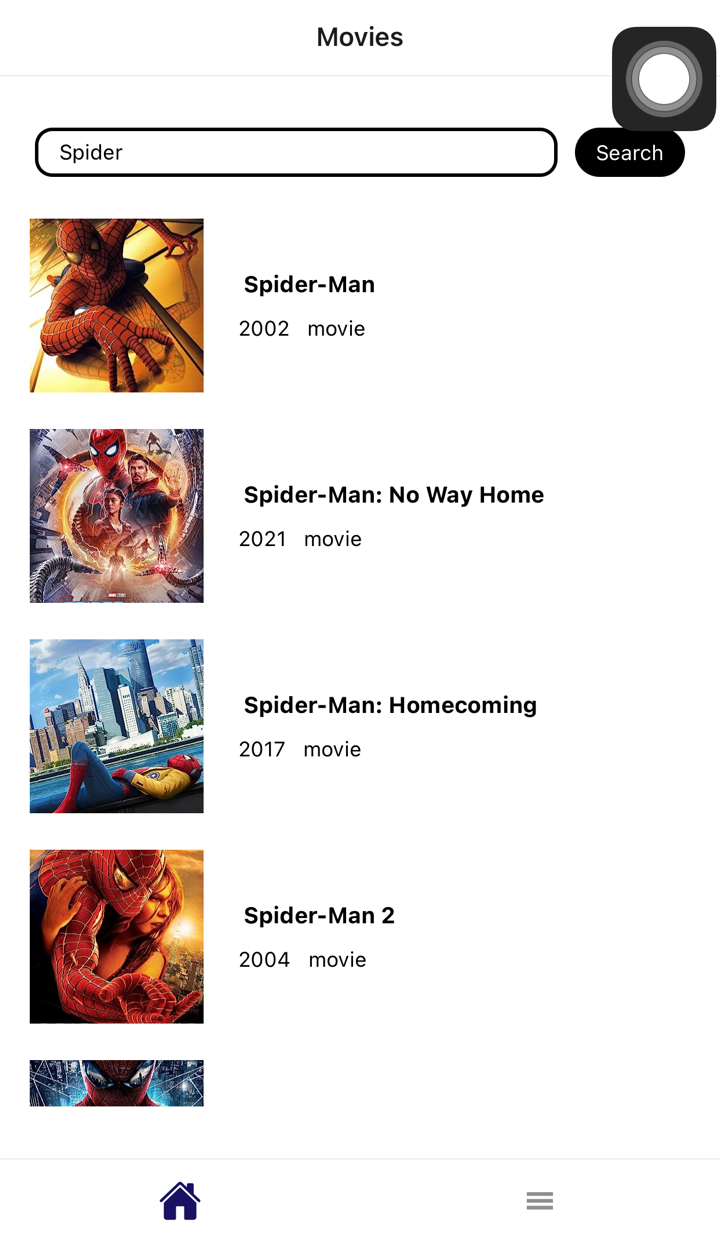 Movies
Spider
Search
Spider-Man
2002 movie
Spider-Man: No Way Home
2021 movie
Spider-Man: Homecoming
2017 movie
Spider-Man 2
2004 movie